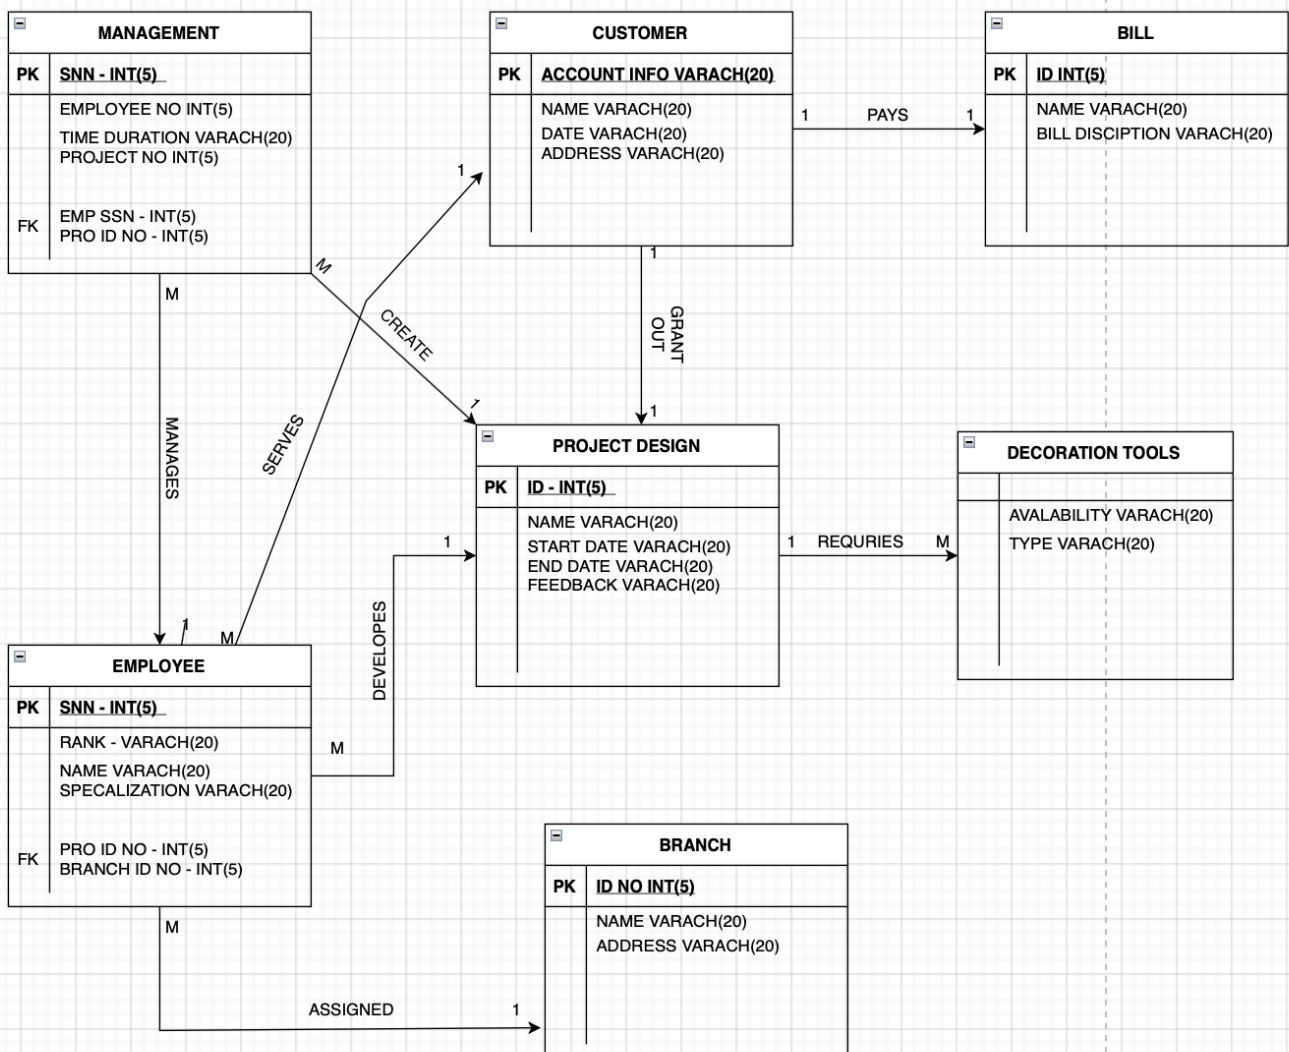 MANAGEMENT
PK SNN - INT(5)
EMPLOYEE NO INT(5)
TIME DURATION VARACH(20)
PROJECT NO INT(5)
FK
EMP SSN - INT(5)
PRO ID NO - INT(5)
CUSTOMER
PK ACCOUNT INFO VARACH(20)
NAME VARACH(20)
DATE VARACH(20)
ADDRESS VARACH(20)
1 PAYS 1
BILL
PK ID INT(5)
NAME VARACH(20)
BILL DISCIPTION VARACH(20)
M
MANAGES
1
M
CREATE
1
M
SERVES
1
1
GRANT
OUT
1
PROJECT DESIGN
PK ID - INT(5)
NAME VARACH(20)
START DATE VARACH(20)
END DATE VARACH(20)
FEEDBACK VARACH(20)
1 REQURIES M
DECORATION TOOLS
AVALABILITY VARACH(20)
TYPE VARACH(20)
EMPLOYEE
PK SNN - INT(5)
RANK - VARACH(20)
NAME VARACH(20)
SPECALIZATION VARACH(20)
FK
PRO ID NO - INT(5)
BRANCH ID NO - INT(5)
M
DEVELOPES
1
M
ASSIGNED 1
BRANCH
PK ID NO INT(5)
NAME VARACH(20)
ADDRESS VARACH(20)